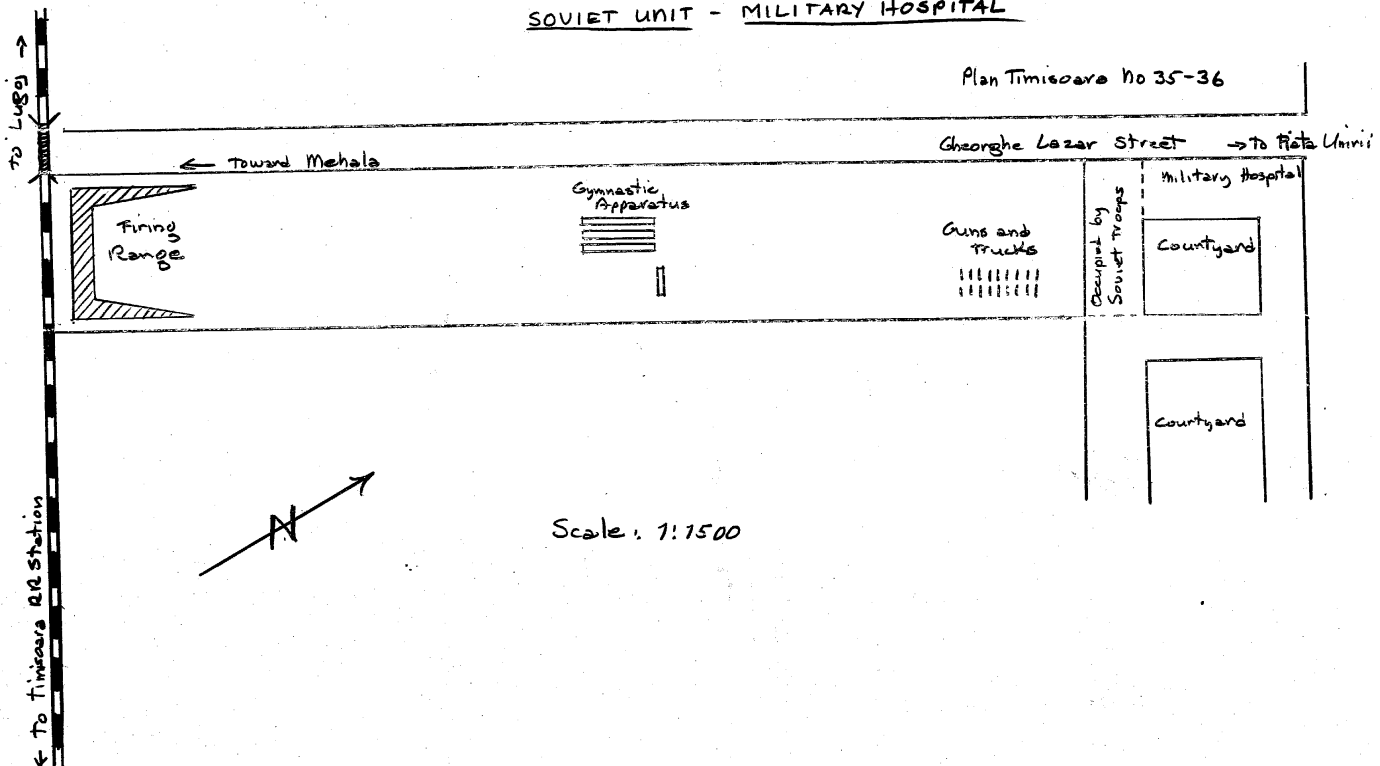 SOVIET UNIT - MILITARY HOSPITAL
Plan Timisoara No 35-36
to Lugoj →
← Toward Mehala
Gheorghe Lazar Street → To Piata Unirii
Military Hospital
Gymnastic
Apparatus
Firing
Range
Guns and
Trucks
Occupied by
Soviet Troops
Courtyard
Courtyard
N
Scale: 1:1500
← To Timisoara RR Station